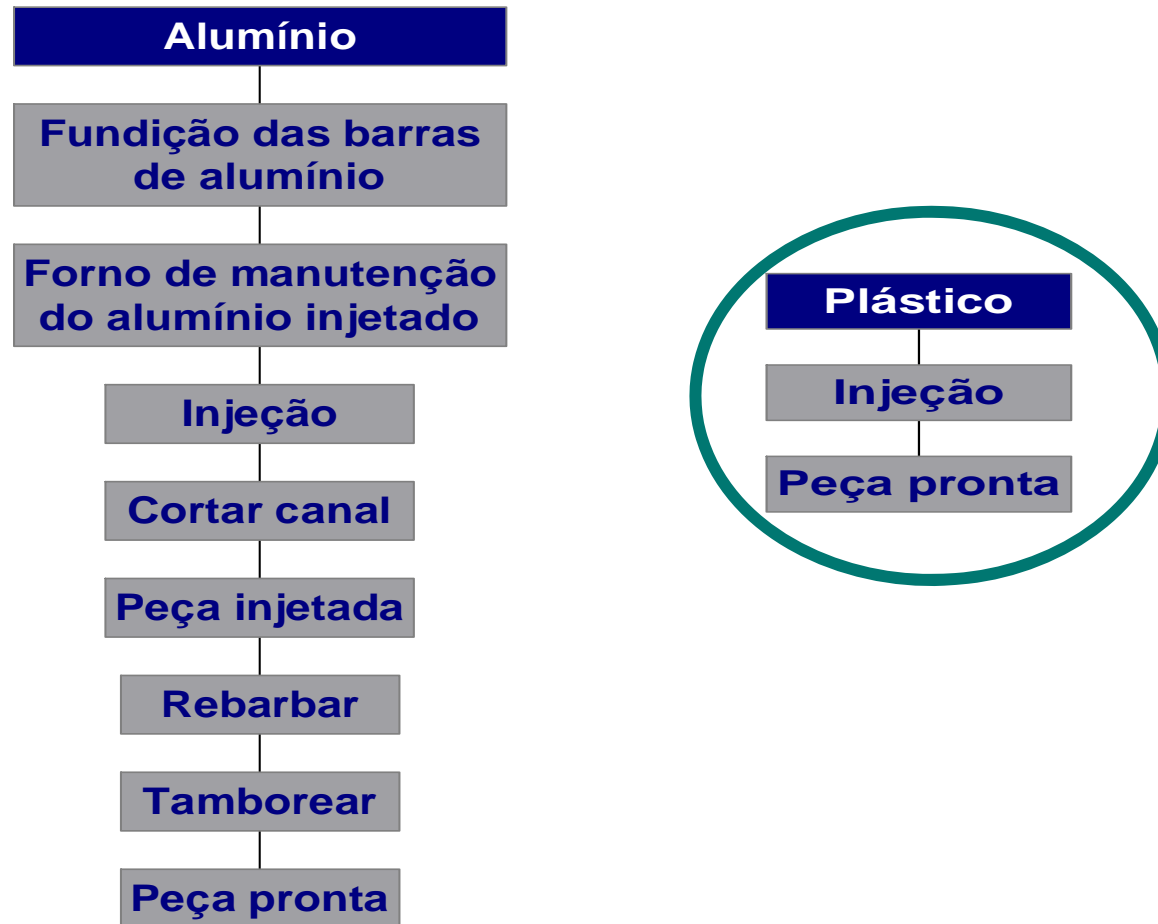 Alumínio
Fundição das barras
de alumínio
Forno de manutenção
do alumínio injetado
Injeção
Cortar canal
Peça injetada
Rebarbar
Tamborear
Peça pronta
Plástico
Injeção
Peça pronta